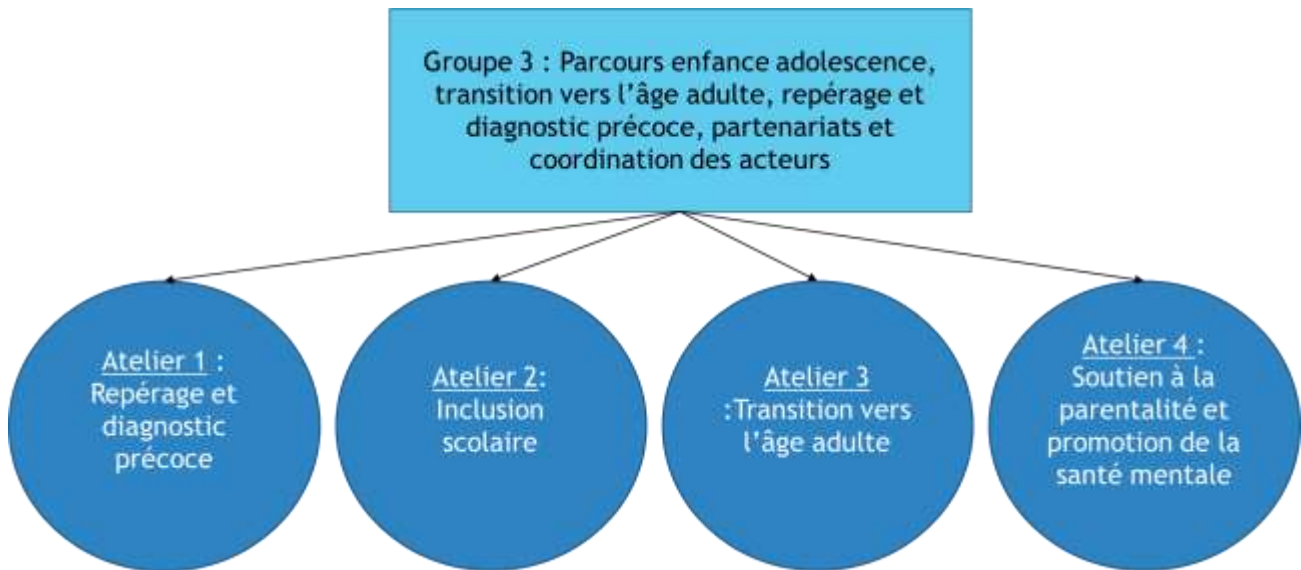 Groupe 3 : Parcours enfance adolescence,
transition vers l’âge adulte, repérage et
diagnostic précoce, partenariats et
coordination des acteurs
Atelier 1 :
Repérage et
diagnostic
précoce
Atelier 2:
Inclusion
scolaire
Atelier 3
:Transition vers
l’âge adulte
Atelier 4 :
Soutien à la
parentalité et
promotion de la
santé mentale